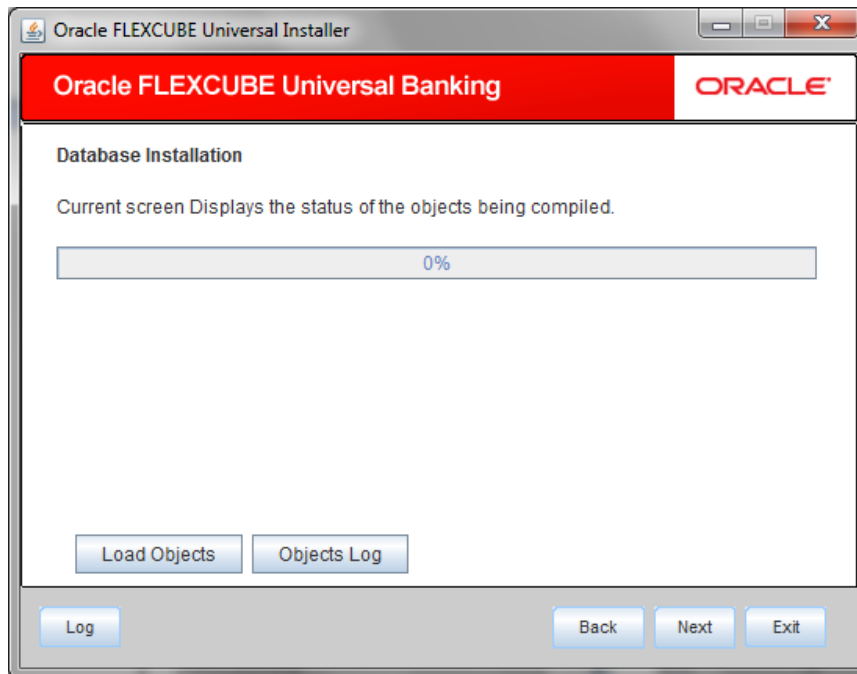 Oracle FLEXCUBE Universal Installer
Oracle FLEXCUBE Universal Banking
ORACLE
Database Installation
Current screen Displays the status of the objects being compiled.
0%
Load Objects
Objects Log
Log
Back
Next
Exit